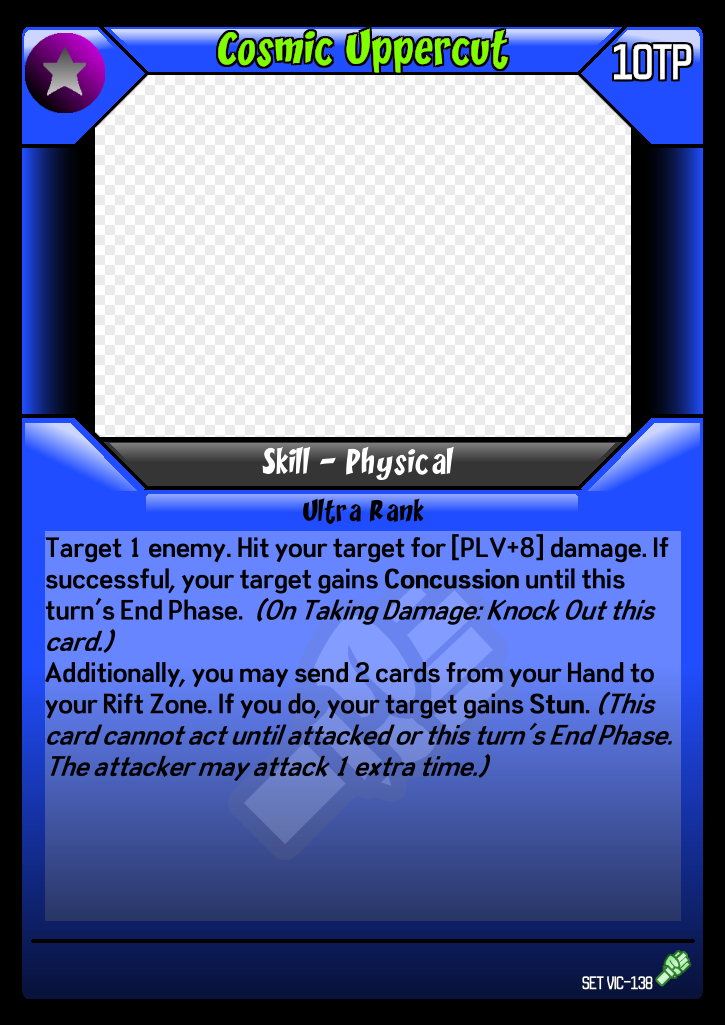 Cosmic Uppercut
10TP
Skill - Physical
Ultra Rank
Target 1 enemy. Hit your target for [PLV+8] damage. If
successful, your target gains Concussion until this
turn's End Phase. (On Taking Damage: Knock Out this
card.)
Additionally, you may send 2 cards from your Hand to
your Rift Zone. If you do, your target gains Stun. (This
card cannot act until attacked or this turn's End Phase.
The attacker may attack 1 extra time.)
SET VIC-138